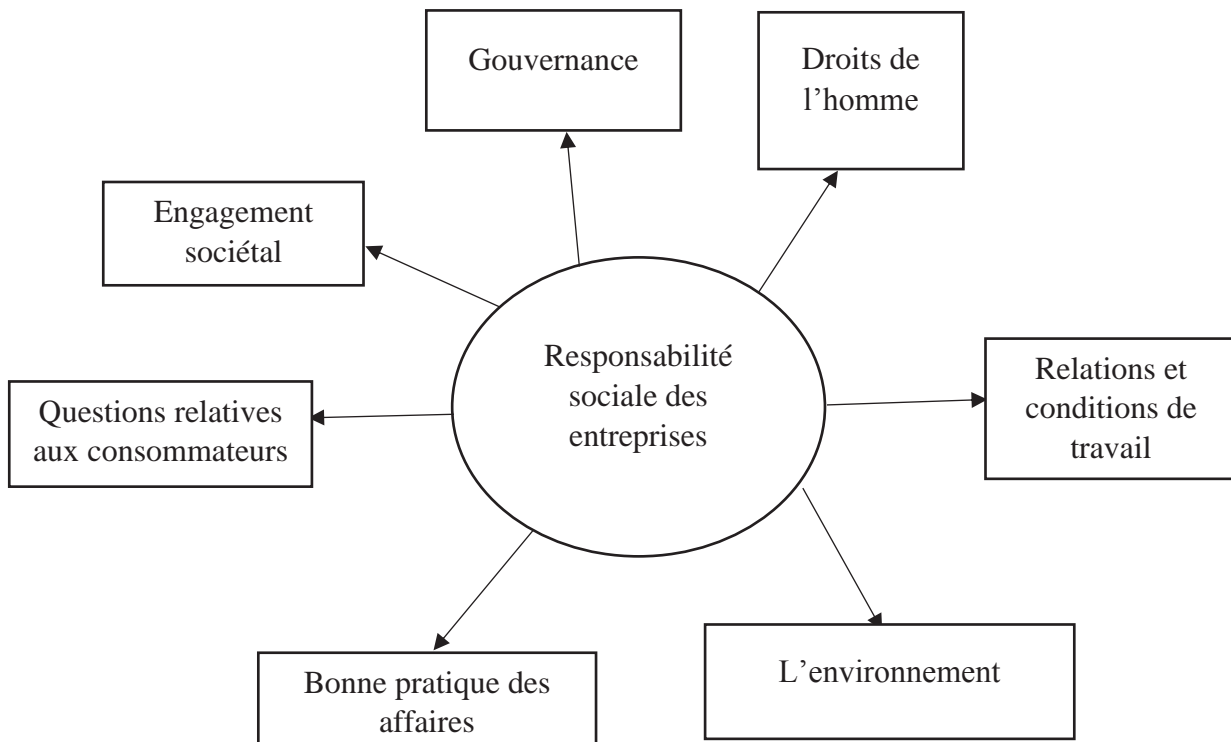 Gouvernance
Droits de
l’homme
Engagement
sociétal
Responsabilité
sociale des
entreprises
Relations et
conditions de
travail
Questions relatives
aux consommateurs
L’environnement
Bonne pratique des
affaires